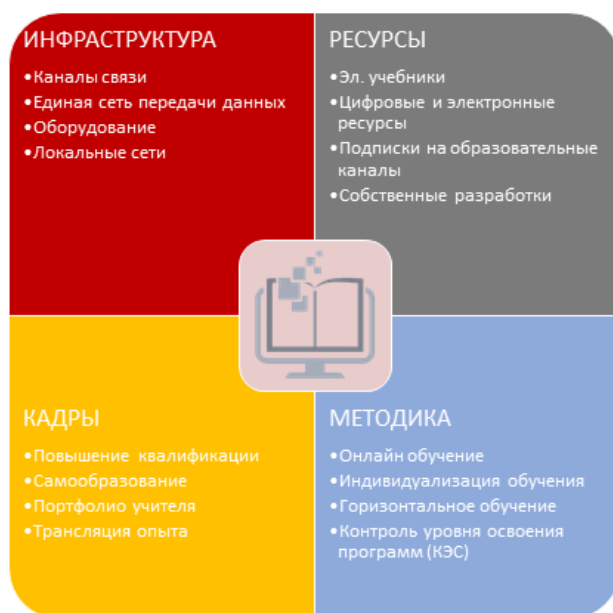 ИНФРАСТРУКТУРА
•Каналы связи
•Единая сеть передачи данных
•Оборудование
•Локальные сети
РЕСУРСЫ
•Эл. учебники
•Цифровые и электронные
ресурсы
•Подписки на образовательные
каналы
•Собственные разработки
КАДРЫ
•Повышение квалификации
•Самообразование
•Портфолио учителя
•Трансляция опыта
МЕТОДИКА
•Онлайн обучение
•Индивидуализация обучения
•Горизонтальное обучение
•Контроль уровня освоения
программ (КЭС)